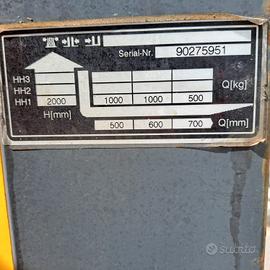 Serial-Nr. 90275951
HH3
HH2
Q[kg]
HH1 2000 1000 1000 500
H[mm]
500 600 700 Q[mm]
subito